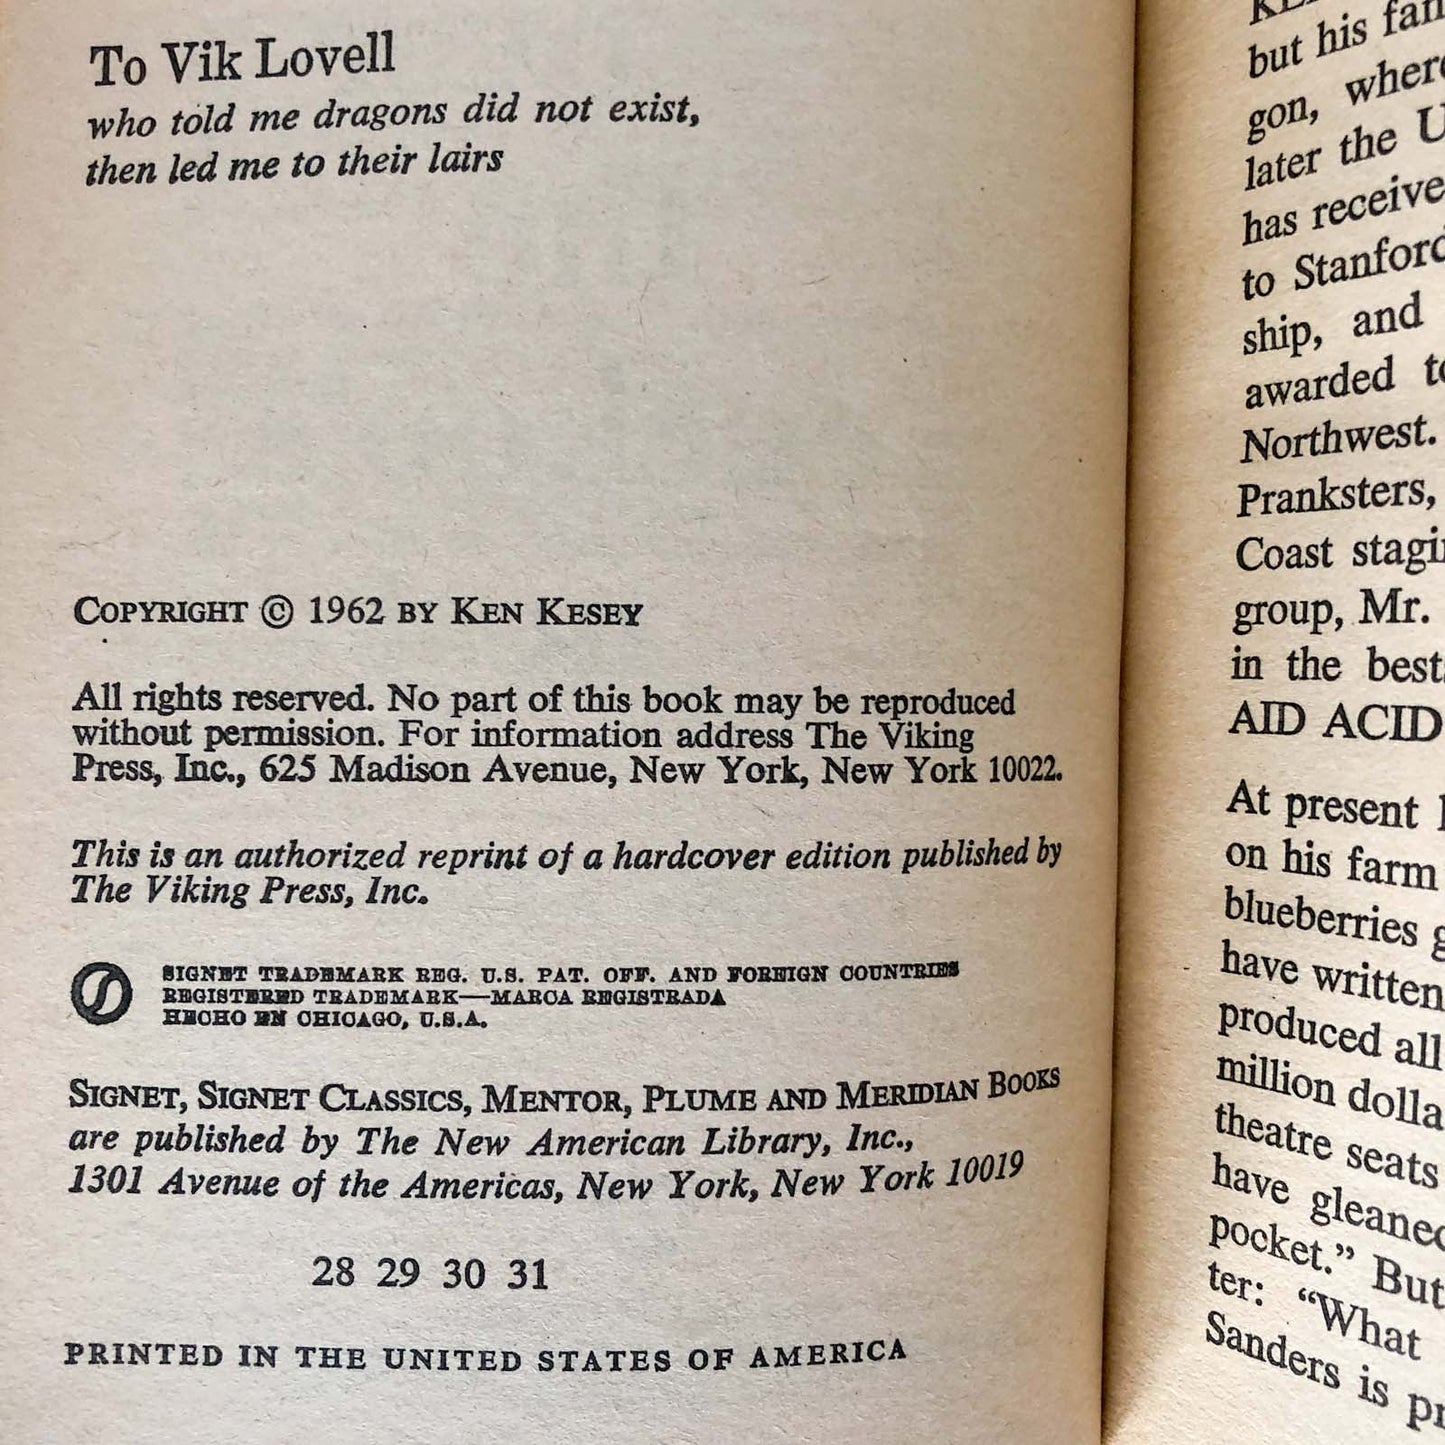 To Vik Lovell
who told me dragons did not exist,
then led me to their lairs
COPYRIGHT © 1962 BY KEN KESEY
All rights reserved. No part of this book may be reproduced
without permission. For information address The Viking
Press, Inc., 625 Madison Avenue, New York, New York 10022.
This is an authorized reprint of a hardcover edition published by
The Viking Press, Inc.
SIGNET TRADEMARK REG. U.S. PAT. OFF. AND FOREIGN COUNTRIES
REGISTERED TRADEMARK—MARCA REGISTRADA
HECHO EN CHICAGO, U.S.A.
SIGNET, SIGNET CLASSICS, MENTOR, PLUME AND MERIDIAN BOOKS
are published by The New American Library, Inc.,
1301 Avenue of the Americas, New York, New York 10019
28 29 30 31
PRINTED IN THE UNITED STATES OF AMERICA
but his
gon, where
later the
has
to Stanford
ship, and
awarded
Northwest.
Pranksters,
Coast
group, Mr.
in the
AID ACID
At present
on his farm
blueberries
have written
produced all
million
theatre seats
have
pocket.” But
ter: “What
Sanders is